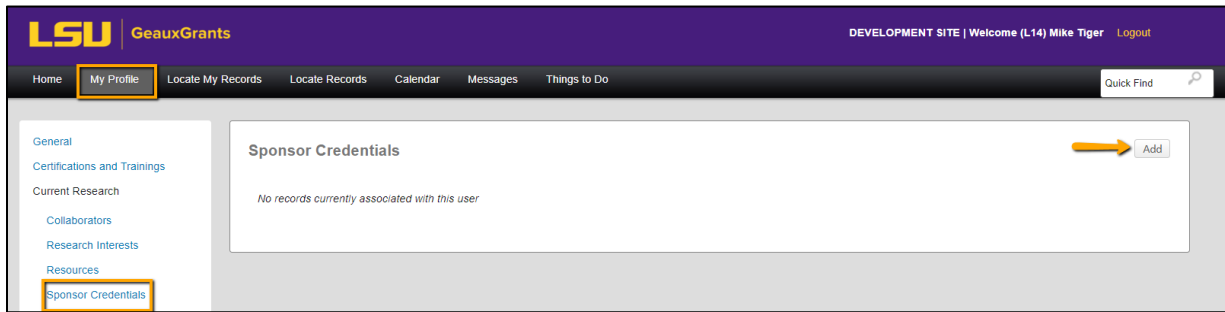 LSU GeauxGrants
DEVELOPMENT SITE | Welcome (L14) Mike Tiger Logout
Home My Profile Locate My Records Locate Records Calendar Messages Things to Do
Quick Find
General
Certifications and Trainings
Current Research
Collaborators
Research Interests
Resources
Sponsor Credentials
Sponsor Credentials
Add
No records currently associated with this user